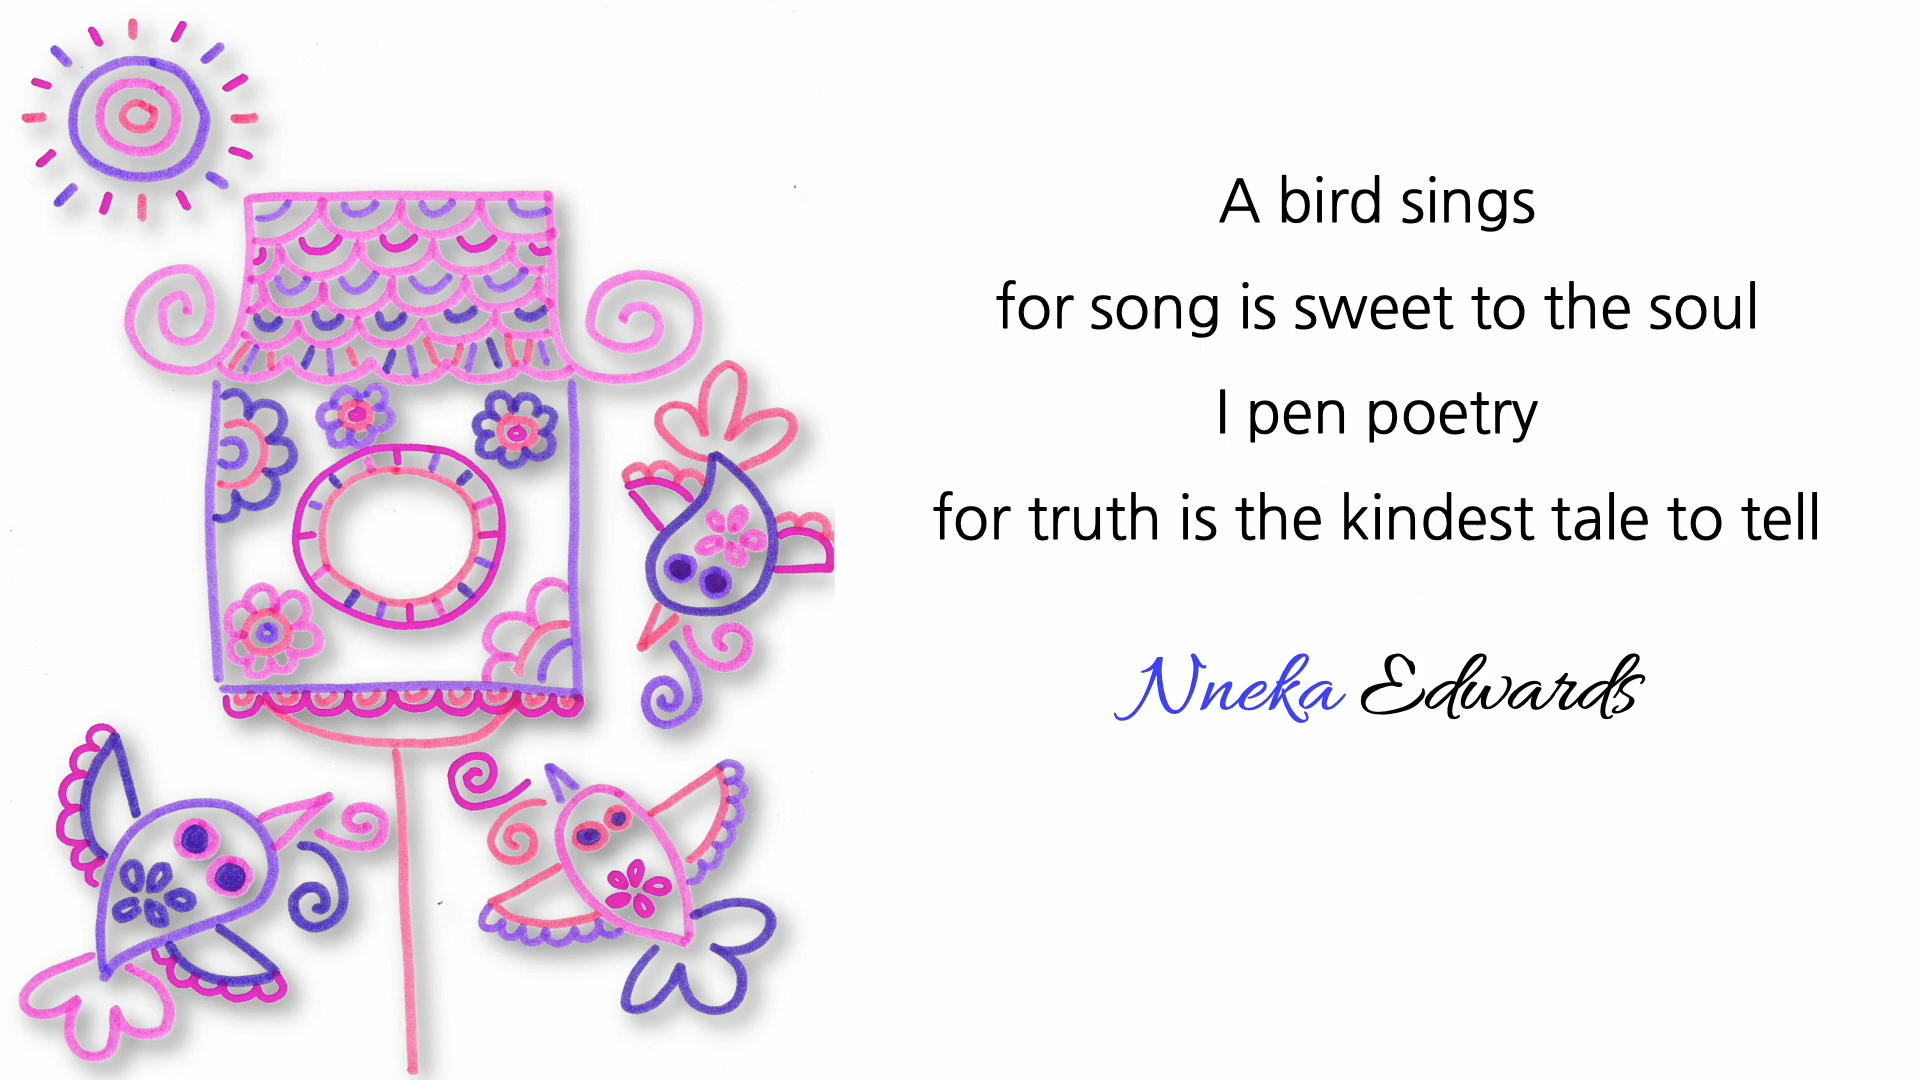 A bird sings
for song is sweet to the soul
I pen poetry
for truth is the kindest tale to tell
Nneka Edwards